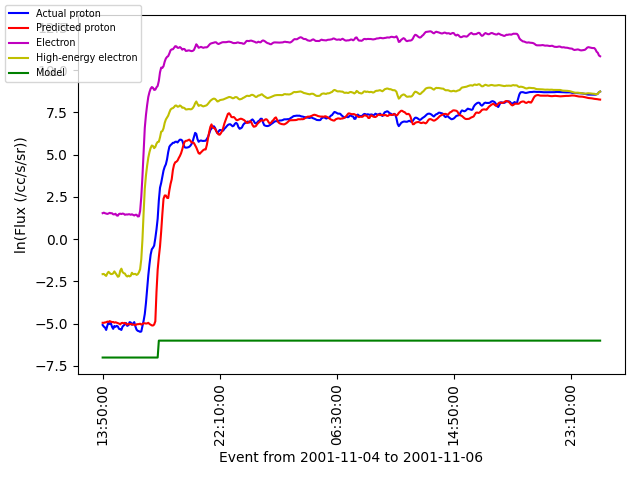 Actual proton
Predicted proton
Electron
High-energy electron
Model
7.5
5.0
2.5
0.0
−2.5
−5.0
−7.5
ln(Flux (/cc/s/sr))
13:50:00
22:10:00
06:30:00
14:50:00
23:10:00
Event from 2001-11-04 to 2001-11-06